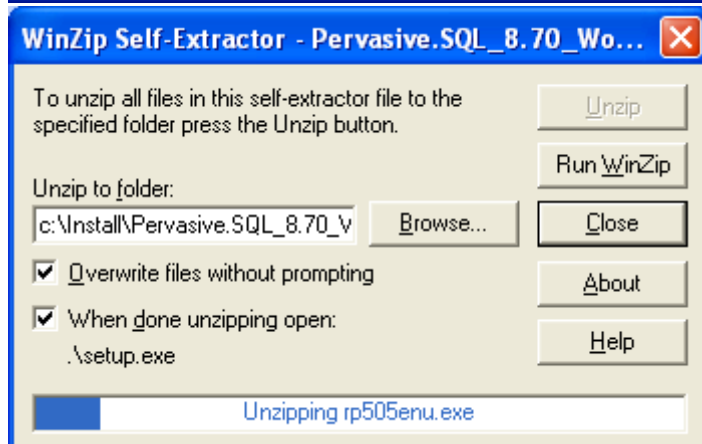 WinZip Self-Extractor - Pervasive.SQL_8.70_Wo...
To unzip all files in this self-extractor file to the
specified folder press the Unzip button.
Unzip to folder:
c:\Install\Pervasive.SQL_8.70_V
Browse...
Overwrite files without prompting
When done unzipping open:
.\setup.exe
Unzip
Run WinZip
Close
About
Help
Unzipping rp505enu.exe